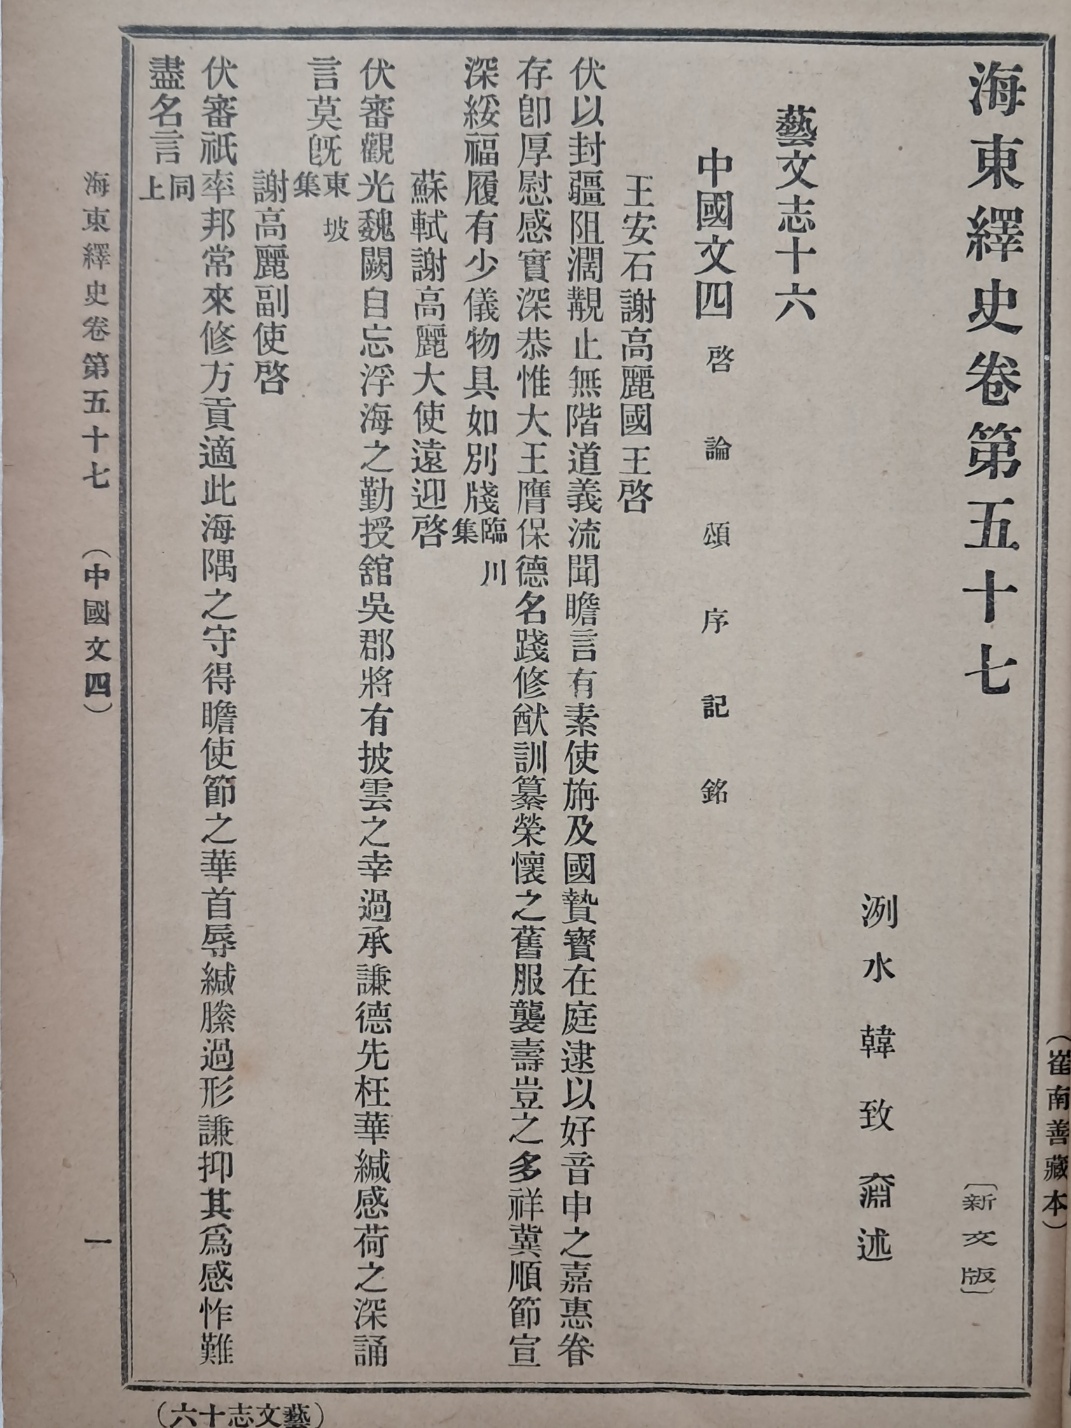 (崔南善藏本)
海東繹史卷第五十七
〔新文版〕
洌水 韓致奫述
藝文志十六
中國文四 啓 論 頌 序 記 銘
王安石謝高麗國王啓
伏以封疆阻濶覯止無階道義流聞瞻言有素使旃及國贄寳在庭逮以好音申之嘉惠眷
存卽厚慰感實深恭惟大王膺保德名踐修猷訓纂榮懷之舊服襲壽豈之多祥冀順節宣
深綏福履有少儀物具如別牋臨川集
蘇軾謝高麗大使遠迎啓
伏審觀光魏闕自忘浮海之勤授舘吳郡將有披雲之幸過承謙德先枉華緘感荷之深誦
言莫旣東坡集
謝高麗副使啓
伏審祇率邦常來修方貢適此海隅之守得瞻使節之華首辱緘縢過形謙抑其爲感怍難
盡名言同上
海東繹史卷第五十七 (中國文四) 一
(藝文志十六)